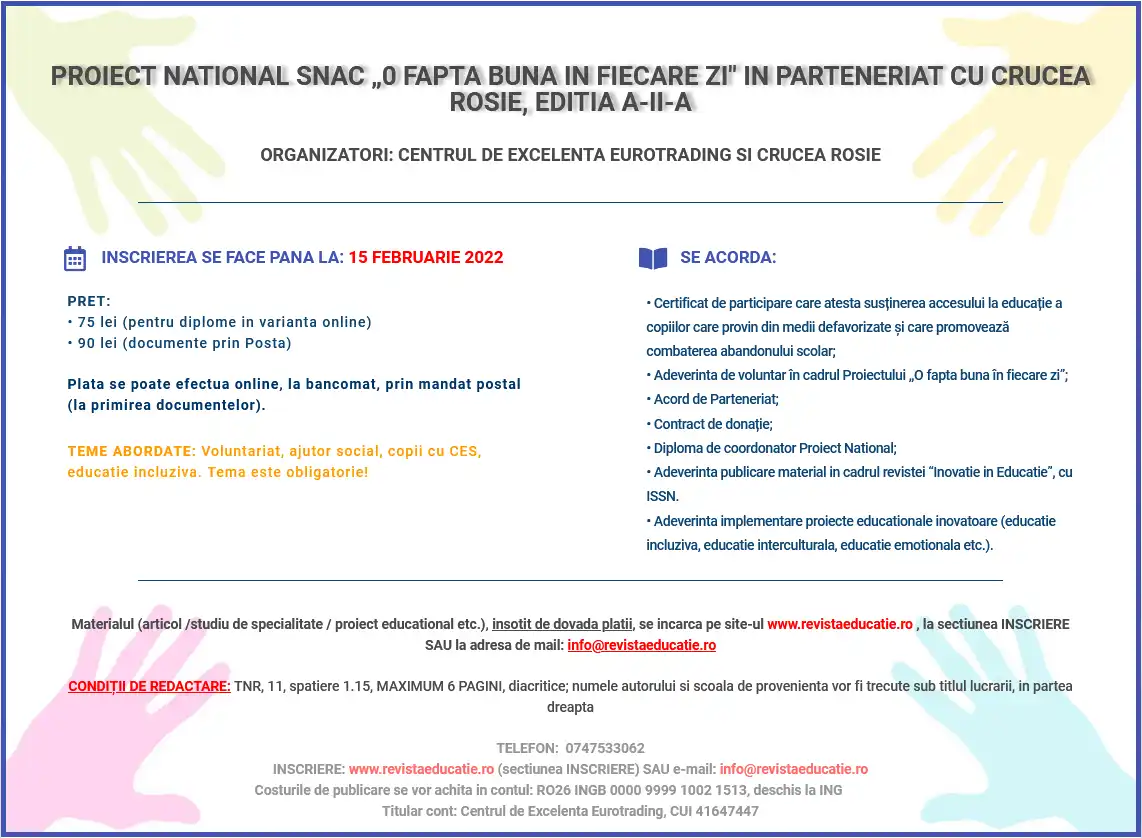 PROIECT NATIONAL SNAC „O FAPTA BUNA IN FIECARE ZI" IN PARTENERIAT CU CRUCEA
ROSIE, EDITIA A-II-A
ORGANIZATORI: CENTRUL DE EXCELENTA EUROTRADING SI CRUCEA ROSIE
INSCRIEREA SE FACE PANA LA: 15 FEBRUARIE 2022
PRET:
• 75 lei (pentru diplome in varianta online)
• 90 lei (documente prin Posta)
Plata se poate efectua online, la bancomat, prin mandat postal
(la primirea documentelor).
TEME ABORDATE: Voluntariat, ajutor social, copii cu CES,
educatie incluziva. Tema este obligatorie!
SE ACORDA:
• Certificat de participare care atesta susținerea accesului la educație a
copiilor care provin din medii defavorizate și care promovează
combaterea abandonului scolar;
• Adeverinta de voluntar în cadrul Proiectului „O fapta buna în fiecare zi”;
• Acord de Parteneriat;
• Contract de donație;
• Diploma de coordonator Proiect National;
• Adeverinta publicare material in cadrul revistei “Inovatie in Educatie”, cu
ISSN.
• Adeverinta implementare proiecte educationale inovatoare (educatie
incluziva, educatie interculturala, educatie emotionala etc.).
Materialul (articol /studiu de specialitate / proiect educational etc.), insotit de dovada platii, se incarca pe site-ul www.revistaeducatie.ro , la sectiunea INSCRIERE
SAU la adresa de mail: info@revistaeducatie.ro
CONDIȚII DE REDACTARE: TNR, 11, spatiere 1.15, MAXIMUM 6 PAGINI, diacritice; numele autorului si scoala de provenienta vor fi trecute sub titlul lucrarii, in partea
dreapta
TELEFON: 0747533062
INSCRIERE: www.revistaeducatie.ro (sectiunea INSCRIERE) SAU e-mail: info@revistaeducatie.ro
Costurile de publicare se vor achita in contul: RO26 INGB 0000 9999 1002 1513, deschis la ING
Titular cont: Centrul de Excelenta Eurotrading, CUI 41647447